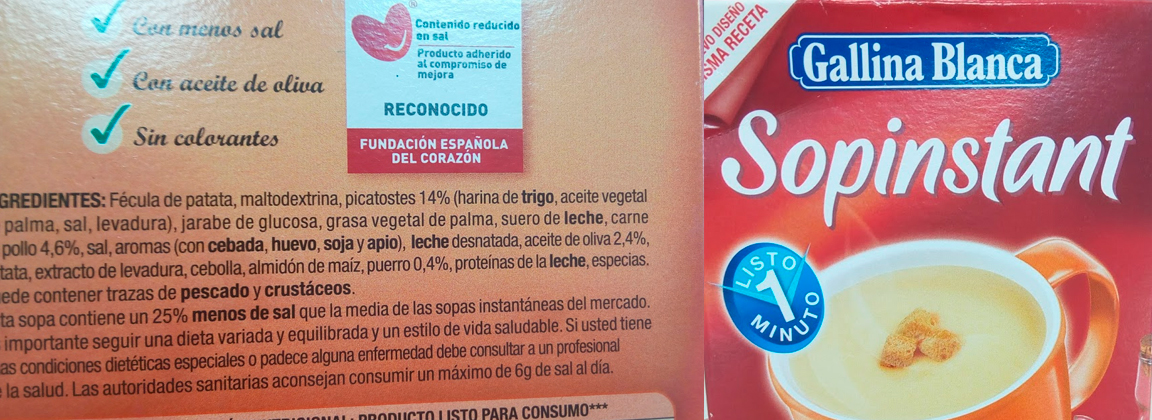 Con menos sal
Con aceite de oliva
Sin colorantes
®
Contenido reducido
en sal
Producto adherido
al compromiso de
mejora
RECONOCIDO
FUNDACIÓN ESPAÑOLA
DEL CORAZÓN
GREDIENTES: Fécula de patata, maltodextrina, picatostes 14% (harina de trigo, aceite vegetal
palma, sal, levadura), jarabe de glucosa, grasa vegetal de palma, suero de leche, carne
pollo 4,6%, sal, aromas (con cebada, huevo, soja y apio), leche desnatada, aceite de oliva 2,4%,
tata, extracto de levadura, cebolla, almidón de maíz, puerro 0,4%, proteínas de la leche, especias.
ede contener trazas de pescado y crustáceos.
ta sopa contiene un 25% menos de sal que la media de las sopas instantáneas del mercado.
importante seguir una dieta variada y equilibrada y un estilo de vida saludable. Si usted tiene
as condiciones dietéticas especiales o padece alguna enfermedad debe consultar a un profesional
la salud. Las autoridades sanitarias aconsejan consumir un máximo de 6g de sal al día.
PRODUCTO LISTO PARA CONSUMO***
VO DISEÑO
SMA RECETA
Gallina Blanca
Sopinstant
LISTO
1
MINUTO